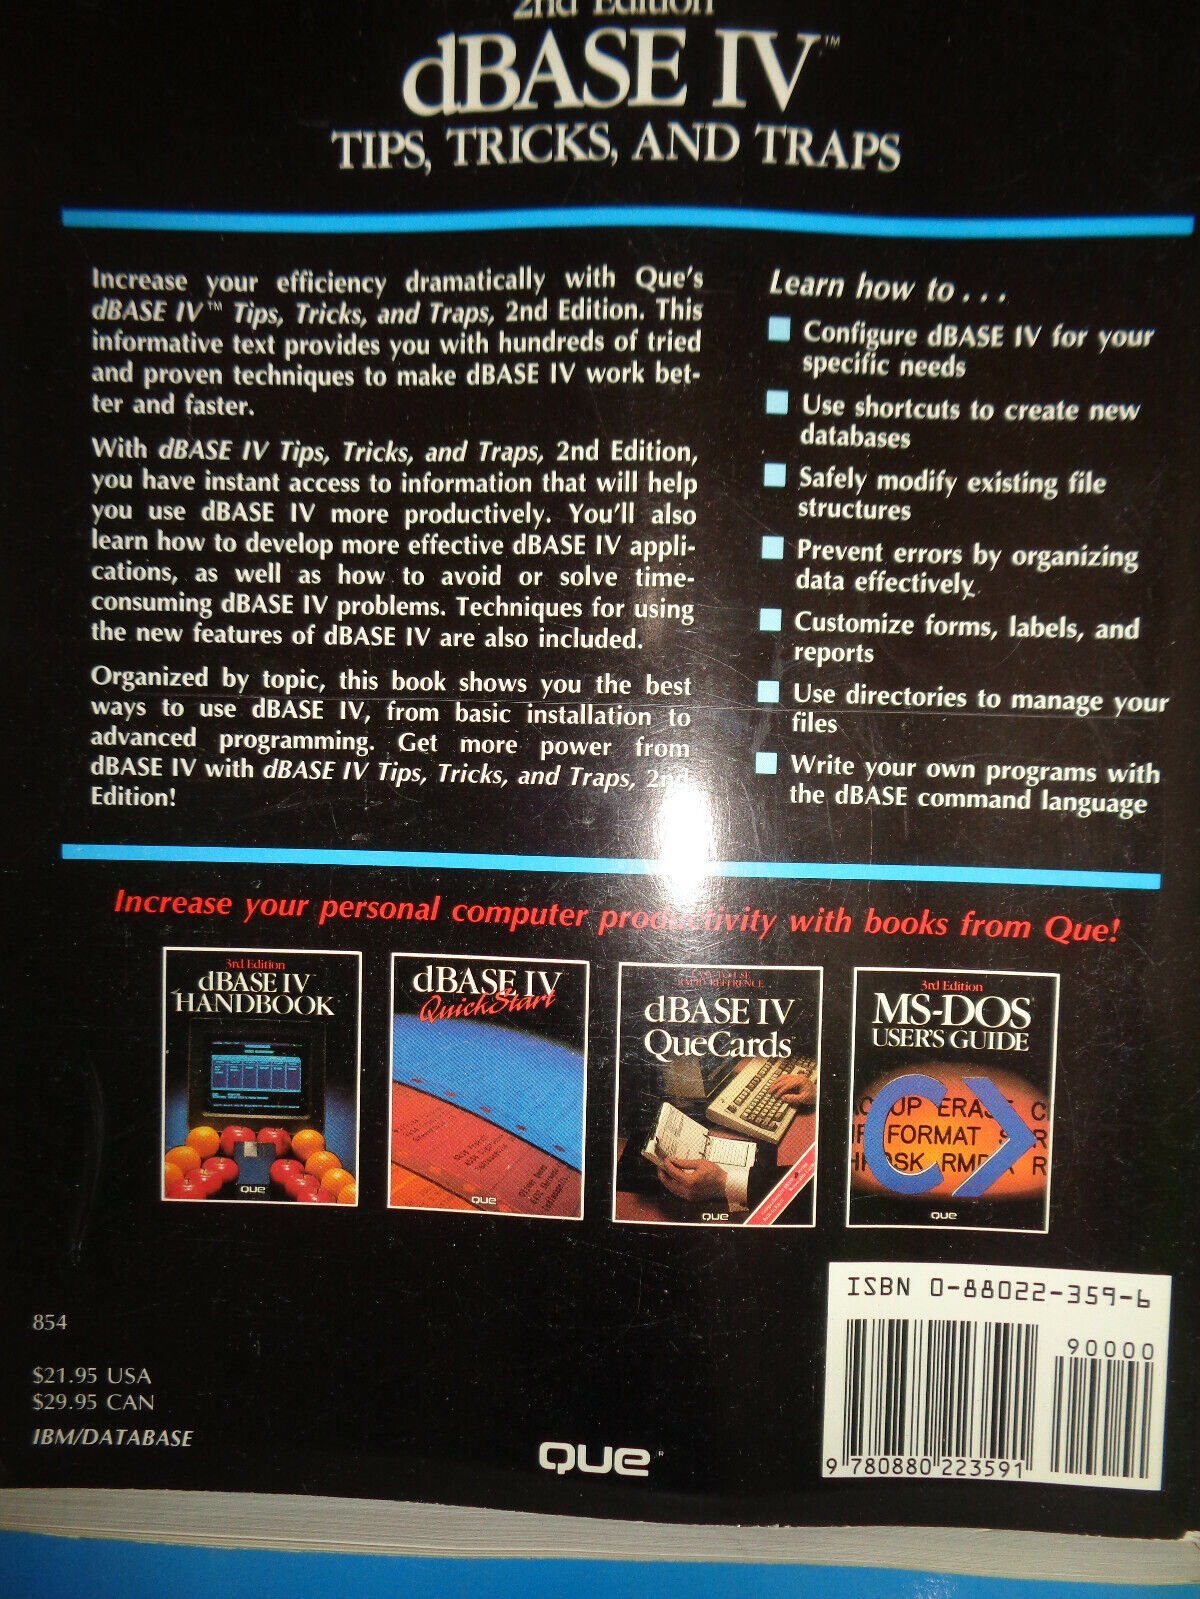 2nd Edition
dBASE IV™
TIPS, TRICKS, AND TRAPS
Increase your efficiency dramatically with Que's
dBASE IV™ Tips, Tricks, and Traps, 2nd Edition. This
informative text provides you with hundreds of tried
and proven techniques to make dBASE IV work bet-
ter and faster.
With dBASE IV Tips, Tricks, and Traps, 2nd Edition,
you have instant access to information that will help
you use dBASE IV more productively. You'll also
learn how to develop more effective dBASE IV appli-
cations, as well as how to avoid or solve time-
consuming dBASE IV problems. Techniques for using
the new features of dBASE IV are also included.
Organized by topic, this book shows you the best
ways to use dBASE IV, from basic installation to
advanced programming. Get more power from
dBASE IV with dBASE IV Tips, Tricks, and Traps, 2nd
Edition!
Learn how to . . .
Configure dBASE IV for your
specific needs
Use shortcuts to create new
databases
Safely modify existing file
structures
Prevent errors by organizing
data effectively
Customize forms, labels, and
reports
Use directories to manage your
files
Write your own programs with
the dBASE command language
Increase your personal computer productivity with books from Que!
3rd Edition
dBASE IV
HANDBOOK
QUE
dBASE IV
QuickStart
QUE
RAPID REFERENCE
dBASE IV
QueCards
QUE
3rd Edition
MS-DOS
USER'S GUIDE
UP ERASE C
FORMAT
QUE
ISBN 0-88022-359-6
90000
9 780880 223591
854
$21.95 USA
$29.95 CAN
IBM/DATABASE
QUE®